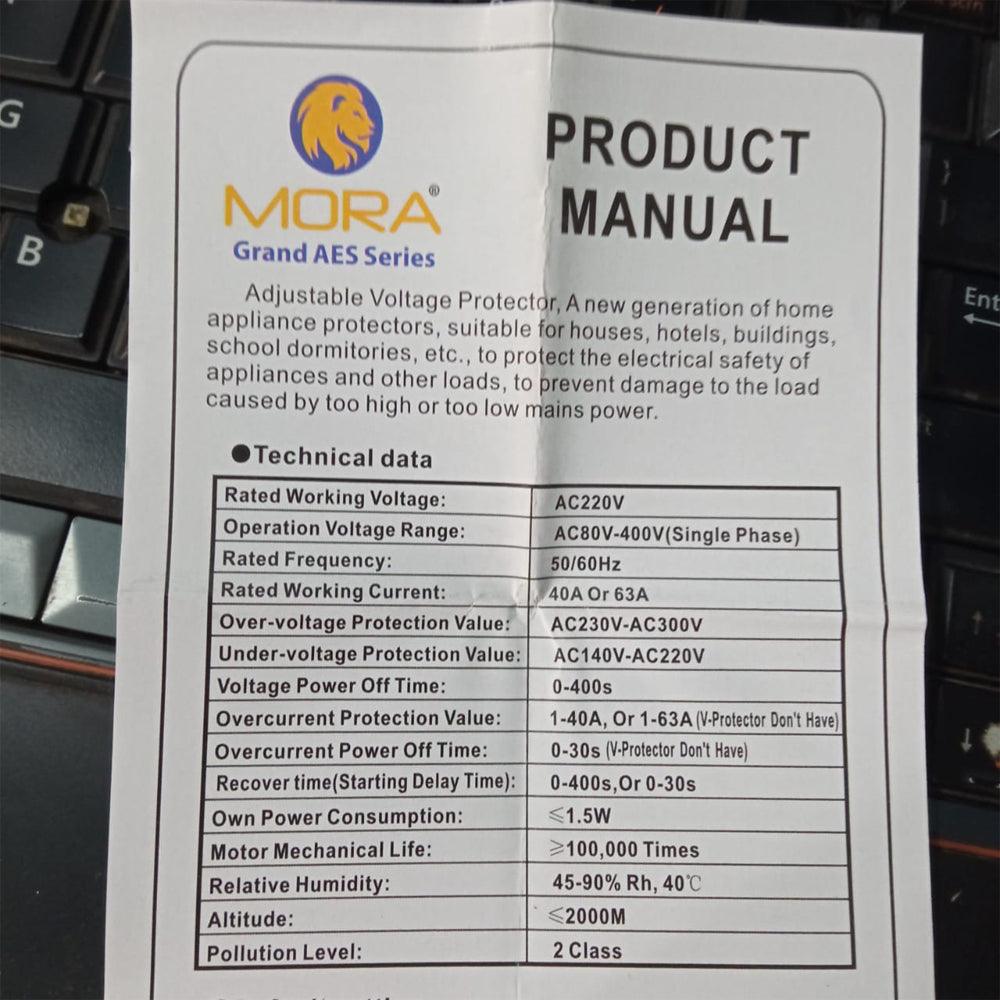 G
B
Ent
MORA®
Grand AES Series
PRODUCT
MANUAL
Adjustable Voltage Protector, A new generation of home
appliance protectors, suitable for houses, hotels, buildings,
school dormitories, etc., to protect the electrical safety of
appliances and other loads, to prevent damage to the load
caused by too high or too low mains power.
●Technical data
Rated Working Voltage: AC220V
Operation Voltage Range: AC80V-400V(Single Phase)
Rated Frequency: 50/60Hz
Rated Working Current: 40A Or 63A
Over-voltage Protection Value: AC230V-AC300V
Under-voltage Protection Value: AC140V-AC220V
Voltage Power Off Time: 0-400s
Overcurrent Protection Value: 1-40A, Or 1-63A (V-Protector Don't Have)
Overcurrent Power Off Time: 0-30s (V-Protector Don't Have)
Recover time(Starting Delay Time): 0-400s,Or 0-30s
Own Power Consumption: ≤1.5W
Motor Mechanical Life: ≥100,000 Times
Relative Humidity: 45-90% Rh, 40℃
Altitude: ≤2000M
Pollution Level: 2 Class